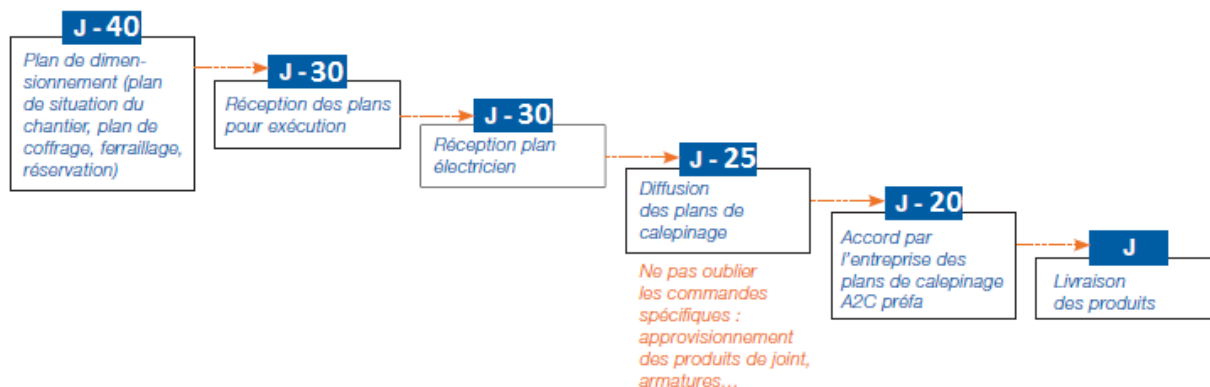 J - 40
Plan de dimen-
sionnement (plan
de situation du
chantier, plan de
coffrage, ferraillage,
réservation)
J - 30
Réception des plans
pour exécution
J - 30
Réception plan
électricien
J - 25
Diffusion
des plans de
calepinage
Ne pas oublier
les commandes
spécifiques :
approvisionnement
des produits de joint,
armatures...
J - 20
Accord par
l'entreprise des
plans de calepinage
A2C préfa
J
Livraison
des produits